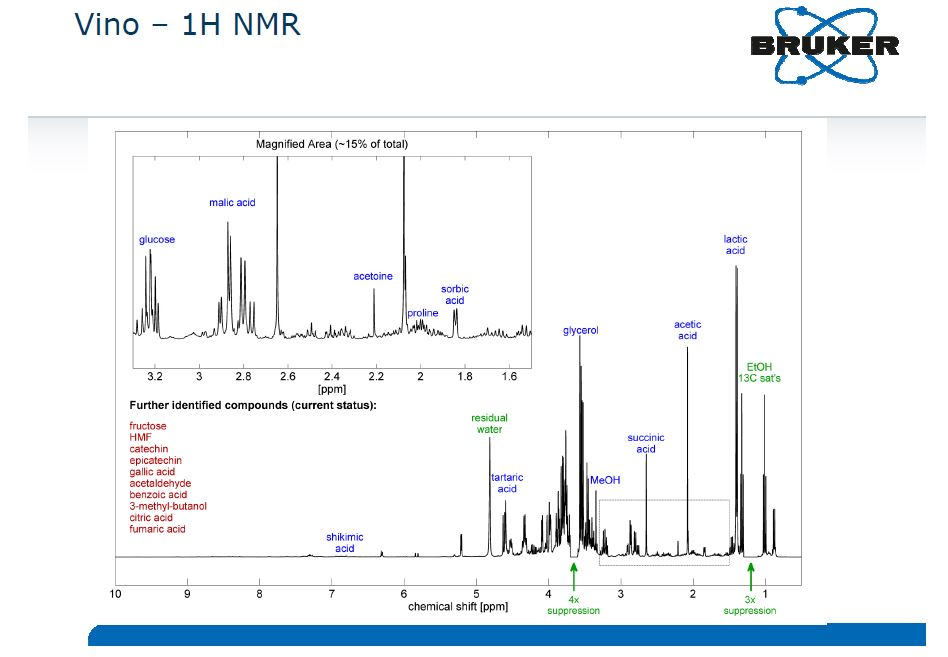 Vino – 1H NMR
BRUKER
Magnified Area (~15% of total)
malic acid
glucose
acetoine
sorbic
acid
proline
3.2 3 2.8 2.6 2.4 2.2 2 1.8 1.6
[ppm]
lactic
acid
glycerol
acetic
acid
EtOH
13C sat's
Further identified compounds (current status):
fructose
HMF
catechin
epicatechin
gallic acid
acetaldehyde
benzoic acid
3-methyl-butanol
citric acid
fumaric acid
residual
water
succinic
acid
tartaric
acid
MeOH
shikimic
acid
10 9 8 7 6 5 4 3 2 1
chemical shift [ppm]
4x
suppression
3x
suppression